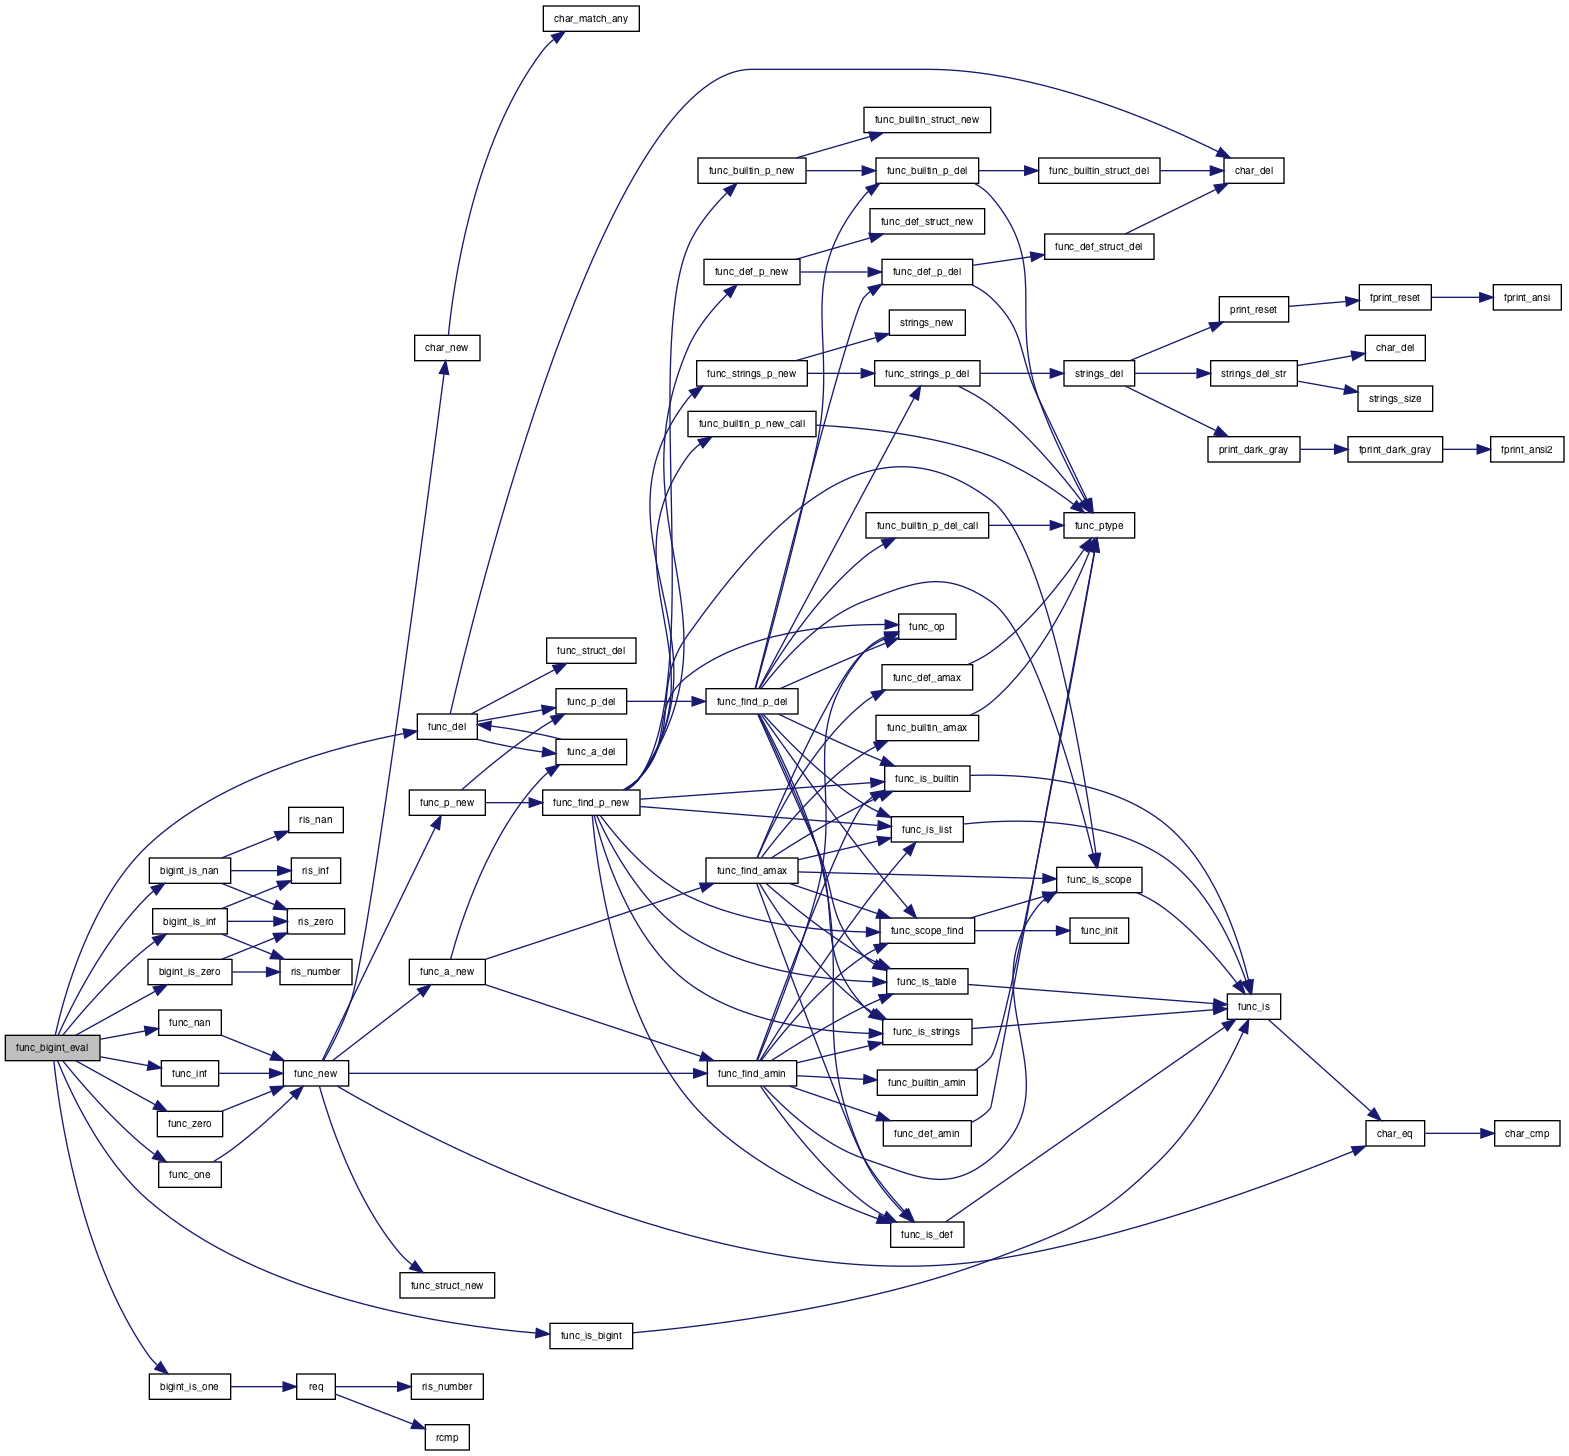 char_match_any
func_builtin_struct_new
func_builtin_p_new
func_builtin_p_del
func_builtin_struct_del
char_del
func_def_struct_new
func_def_struct_del
func_def_p_new
func_def_p_del
print_reset
fprint_reset
fprint_ansi
strings_new
char_new
char_del
func_strings_p_new
func_strings_p_del
strings_del
strings_del_str
strings_size
func_builtin_p_new_call
print_dark_gray
fprint_dark_gray
fprint_ansi2
func_builtin_p_del_call
func_ptype
func_op
func_struct_del
func_def_amax
func_p_del
func_find_p_del
func_del
func_builtin_amax
func_a_del
func_is_builtin
func_p_new
func_find_p_new
ris_nan
func_is_list
bigint_is_nan
ris_inf
func_find_amax
func_is_scope
bigint_is_inf
ris_zero
func_scope_find
func_init
bigint_is_zero
ris_number
func_a_new
func_is_table
func_is
func_nan
func_is_strings
func_bigint_eval
func_inf
func_new
func_find_amin
func_builtin_amin
func_zero
func_def_amin
char_eq
char_cmp
func_one
func_is_def
func_struct_new
func_is_bigint
bigint_is_one
req
ris_number
rcmp